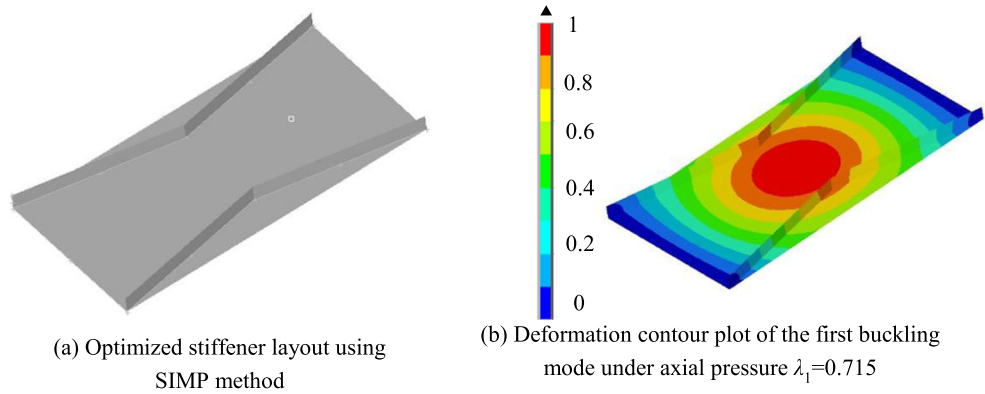 1
0.8
0.6
0.4
0.2
0
(a) Optimized stiffener layout using
SIMP method
(b) Deformation contour plot of the first buckling
mode under axial pressure λ₁=0.715